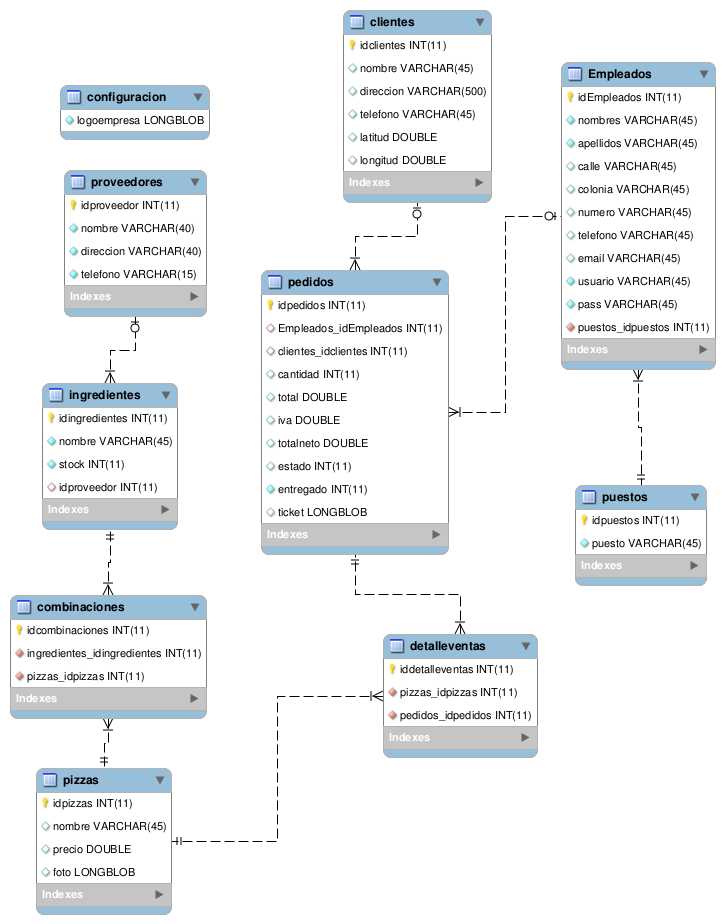 configuracion
logoempresa LONGBLOB
proveedores
idproveedor INT(11)
nombre VARCHAR(40)
direccion VARCHAR(40)
telefono VARCHAR(15)
Indexes
ingredientes
idingredientes INT(11)
nombre VARCHAR(45)
stock INT(11)
idproveedor INT(11)
Indexes
combinaciones
idcombinaciones INT(11)
ingredientes_idingredientes INT(11)
pizzas_idpizzas INT(11)
Indexes
pizzas
idpizzas INT(11)
nombre VARCHAR(45)
precio DOUBLE
foto LONGBLOB
Indexes
clientes
idclientes INT(11)
nombre VARCHAR(45)
direccion VARCHAR(500)
telefono VARCHAR(45)
latitud DOUBLE
longitud DOUBLE
Indexes
pedidos
idpedidos INT(11)
Empleados_idEmpleados INT(11)
clientes_idclientes INT(11)
cantidad INT(11)
total DOUBLE
iva DOUBLE
totalneto DOUBLE
estado INT(11)
entregado INT(11)
ticket LONGBLOB
Indexes
detalleventas
iddetalleventas INT(11)
pizzas_idpizzas INT(11)
pedidos_idpedidos INT(11)
Indexes
Empleados
idEmpleados INT(11)
nombres VARCHAR(45)
apellidos VARCHAR(45)
calle VARCHAR(45)
colonia VARCHAR(45)
numero VARCHAR(45)
telefono VARCHAR(45)
email VARCHAR(45)
usuario VARCHAR(45)
pass VARCHAR(45)
puestos_idpuestos INT(11)
Indexes
puestos
idpuestos INT(11)
puesto VARCHAR(45)
Indexes